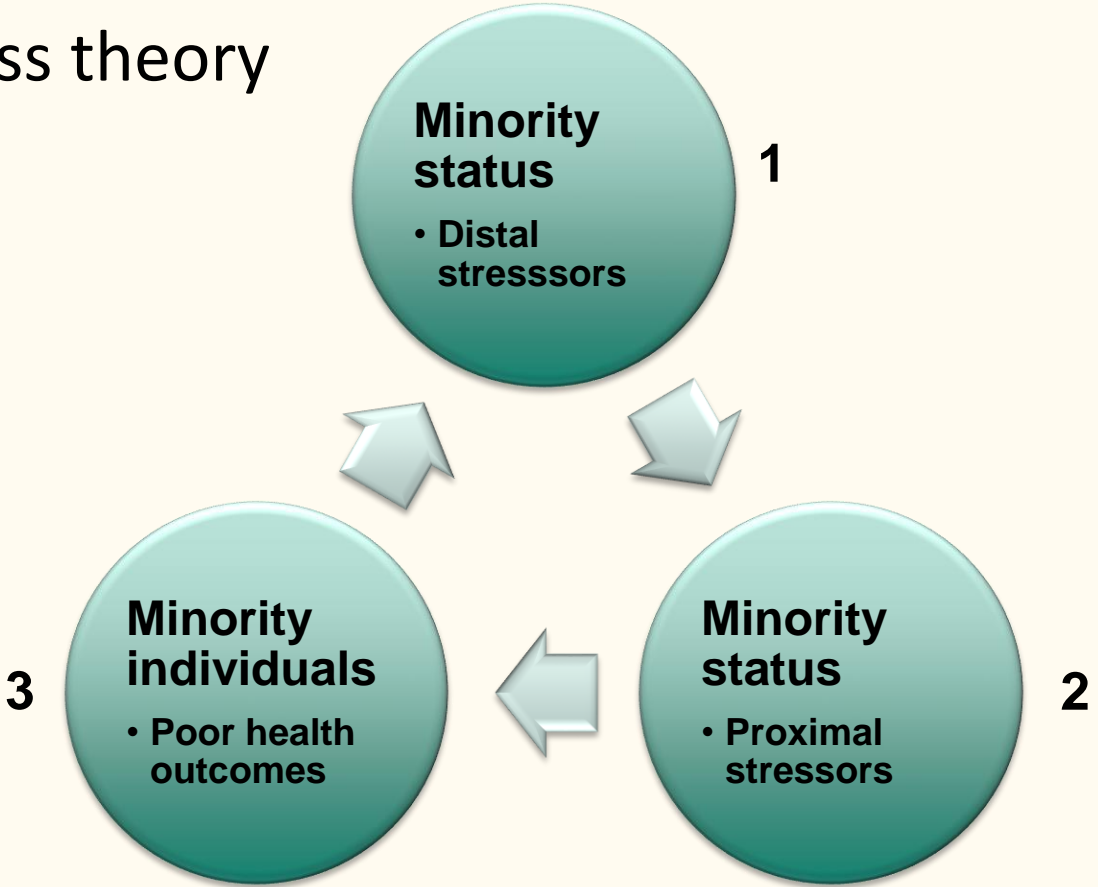 ss theory
Minority
status
• Distal
stresssors
1
Minority
status
• Proximal
stressors
2
Minority
individuals
• Poor health
outcomes
3